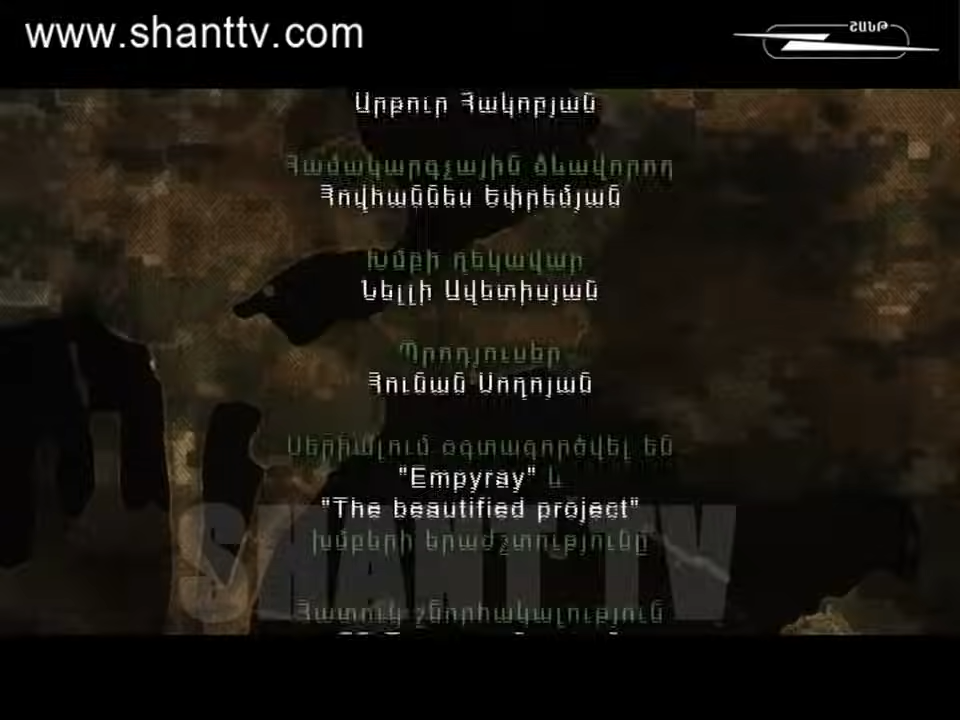 www.shanttv.com
ՇԱՆԹ
Արթուր Հակոբյան
Համակարգչային ձևավորող
Հովհաննես Եփրեմյան
Խմբի ղեկավար
Նելլի Ավետիսյան
Պրոդյուսեր
Հունան Սողոյան
Սերիալում օգտագործվել են
"Empyray" և
"The beautified project"
խմբերի երաժշտությունը
SHANT TV
Հատուկ շնորհակալություն